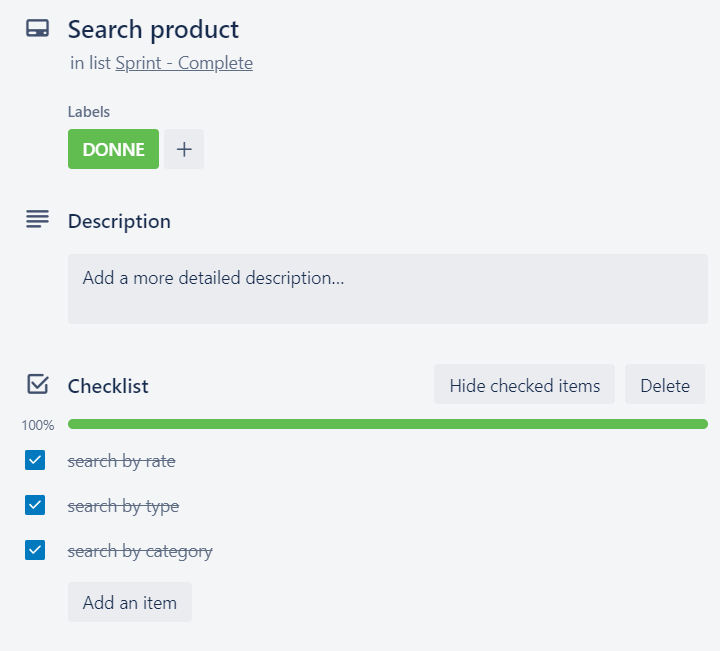 Search product
in list Sprint - Complete
Labels
DONNE +
Description
Add a more detailed description...
Checklist Hide checked items Delete
100%
search by rate
search by type
search by category
Add an item